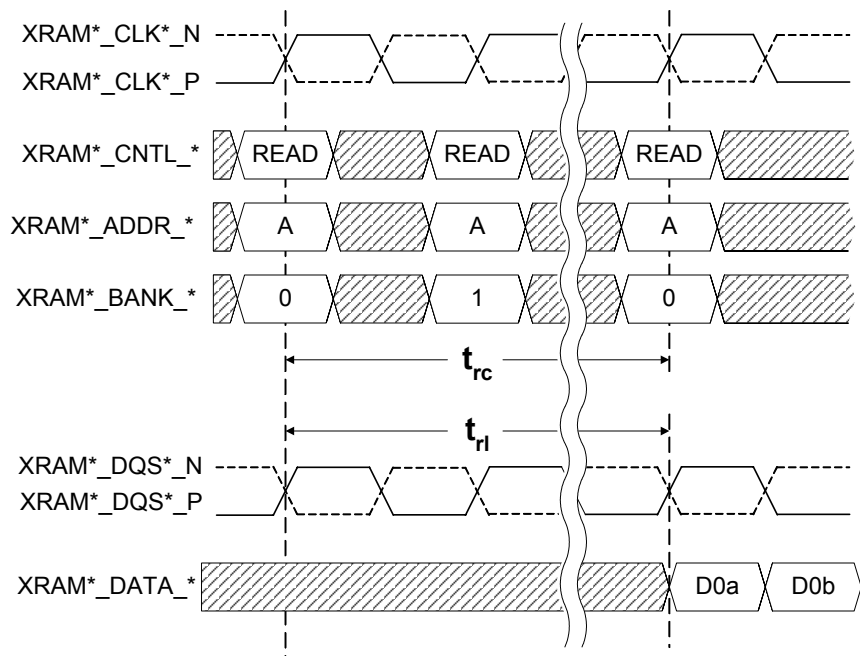 XRAM*_CLK*_N
XRAM*_CLK*_P
XRAM*_CNTL_* READ READ READ
XRAM*_ADDR_* A A A
XRAM*_BANK_* 0 1 0
trc
trl
XRAM*_DQS*_N
XRAM*_DQS*_P
XRAM*_DATA_* D0a D0b